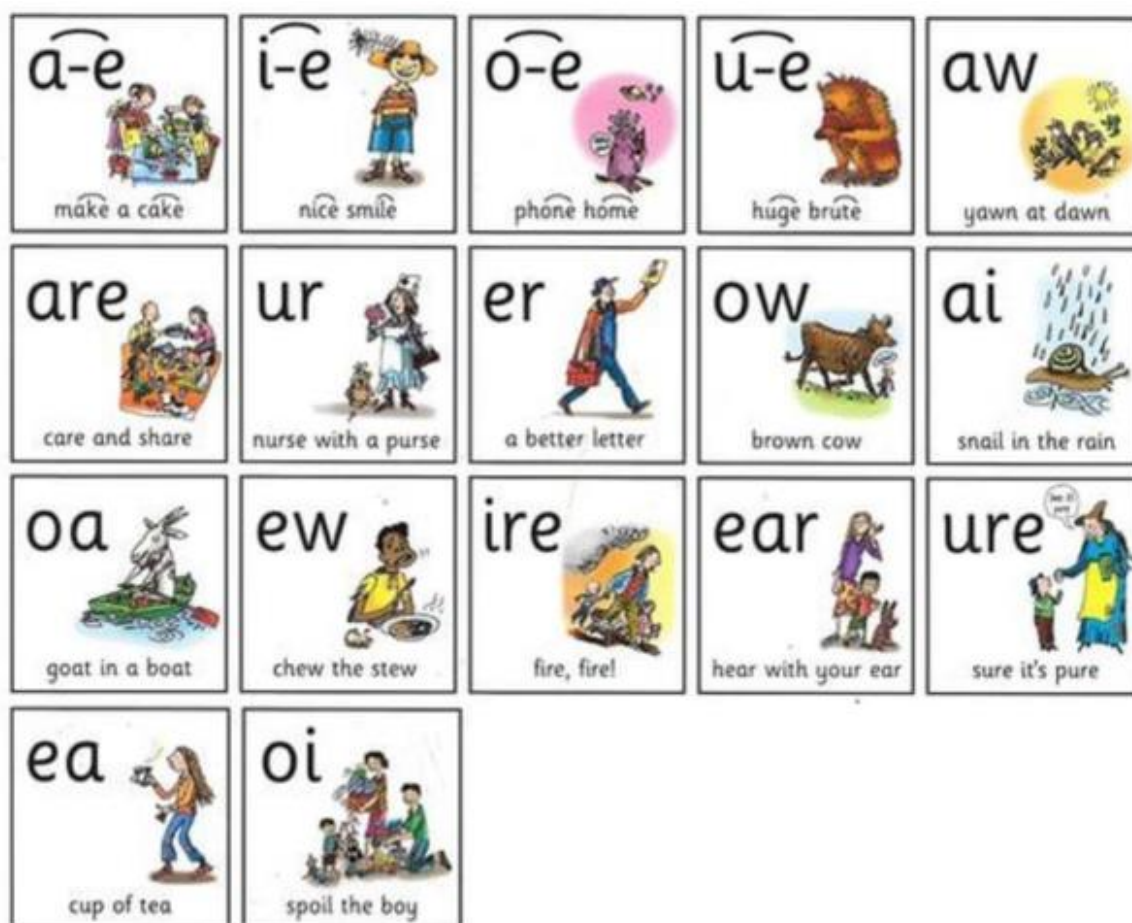 a-e
make a cake
i-e
nice smile
o-e
phone home
u-e
huge brute
aw
yawn at dawn
are
care and share
ur
nurse with a purse
er
a better letter
ow
brown cow
ai
snail in the rain
oa
goat in a boat
ew
chew the stew
ire
fire, fire!
ear
hear with your ear
ure
sure it's pure
ea
cup of tea
oi
spoil the boy